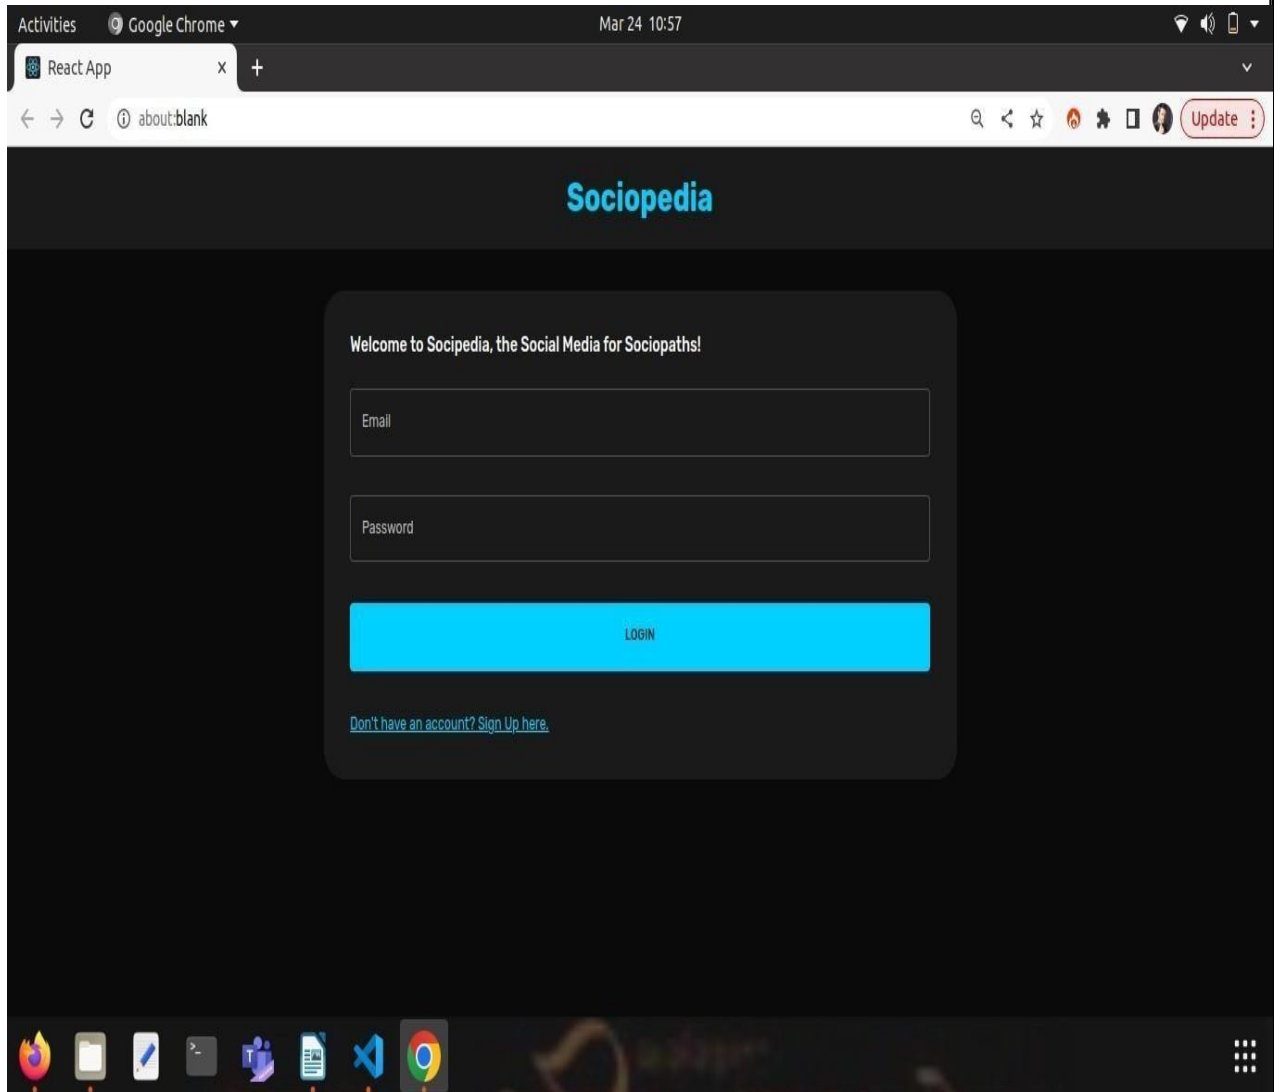 Activities Google Chrome Mar 24 10:57
React App
about:blank Update
Sociopedia
Welcome to Socipedia, the Social Media for Sociopaths!
Email
Password
LOGIN
Don't have an account? Sign Up here.